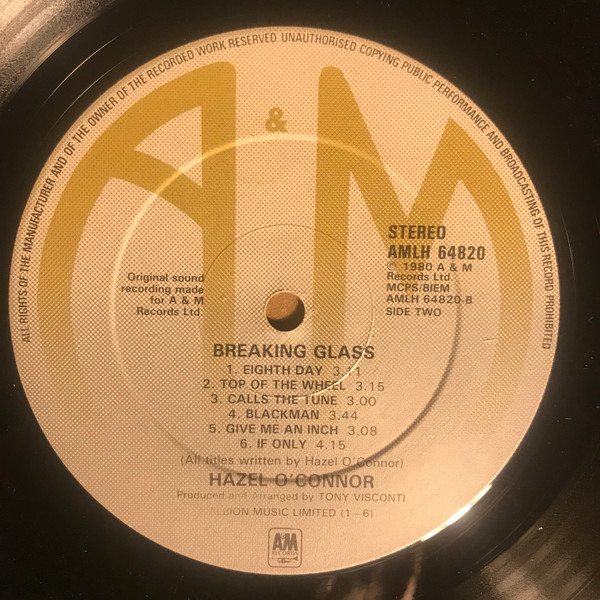 ALL RIGHTS OF THE MANUFACTURER AND OF THE OWNER OF THE RECORDED WORK RESERVED UNAUTHORISED COPYING PUBLIC PERFORMANCE AND BROADCASTING OF THIS RECORD PROHIBITED
A & M
STEREO
AMLH 64820
℗ 1980 A & M
Records Ltd.
MCPS/BIEM
AMLH 64820-B
SIDE TWO
Original sound
recording made
for A & M
Records Ltd.
BREAKING GLASS
1. EIGHTH DAY 3.11
2. TOP OF THE WHEEL 3.15
3. CALLS THE TUNE 3.00
4. BLACKMAN 3.44
5. GIVE ME AN INCH 3.08
6. IF ONLY 4.15
(All titles written by Hazel O'Connor)
HAZEL O'CONNOR
Produced and Arranged by TONY VISCONTI
ALBION MUSIC LIMITED (1-6)
AM
RECORDS